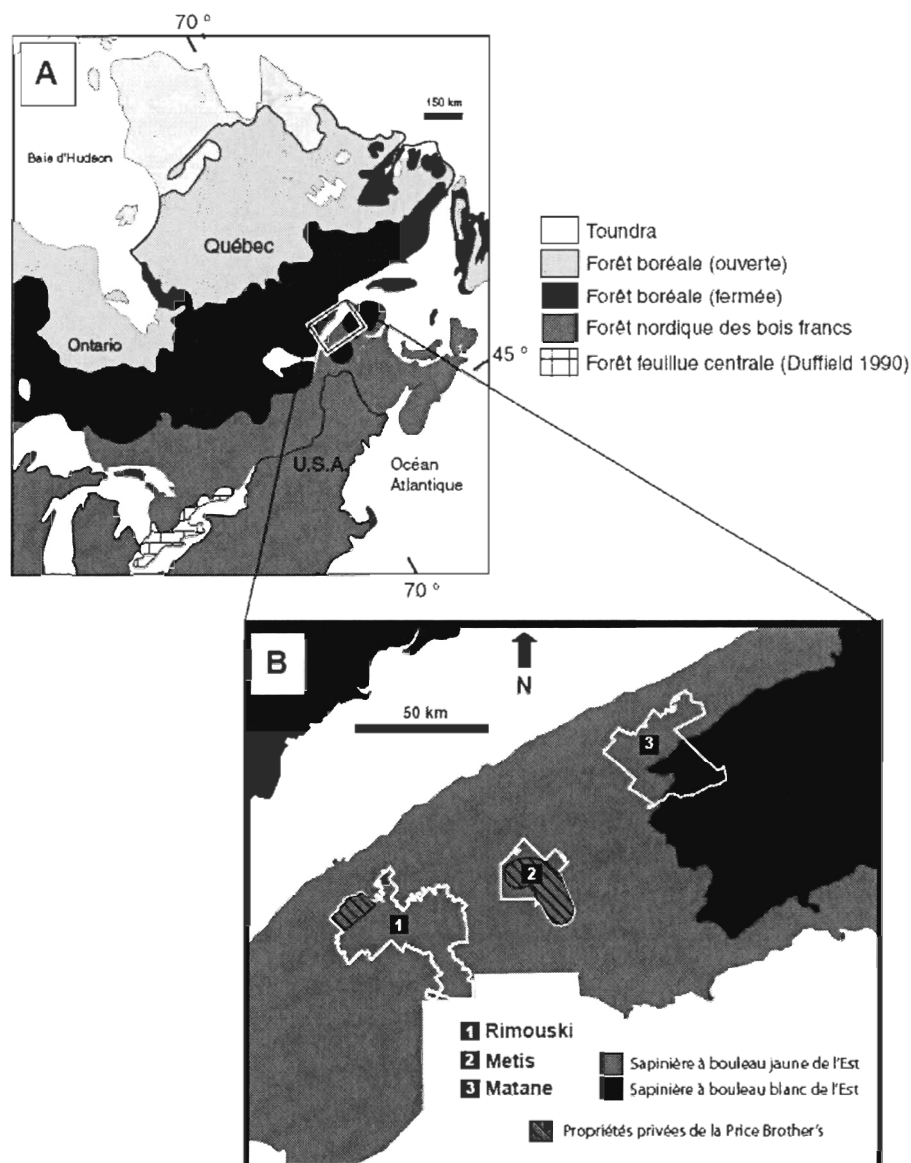 70 °
A
150 km
Baie d'Hudson
Québec
Ontario
45 °
U.S.A.
Océan
Atlantique
70 °
Toundra
Forêt boréale (ouverte)
Forêt boréale (fermée)
Forêt nordique des bois francs
Forêt feuillue centrale (Duffield 1990)
B
N
50 km
3
2
1
1 Rimouski
2 Metis
3 Matane
Sapinière à bouleau jaune de l'Est
Sapinière à bouleau blanc de l'Est
Propriétés privées de la Price Brother's